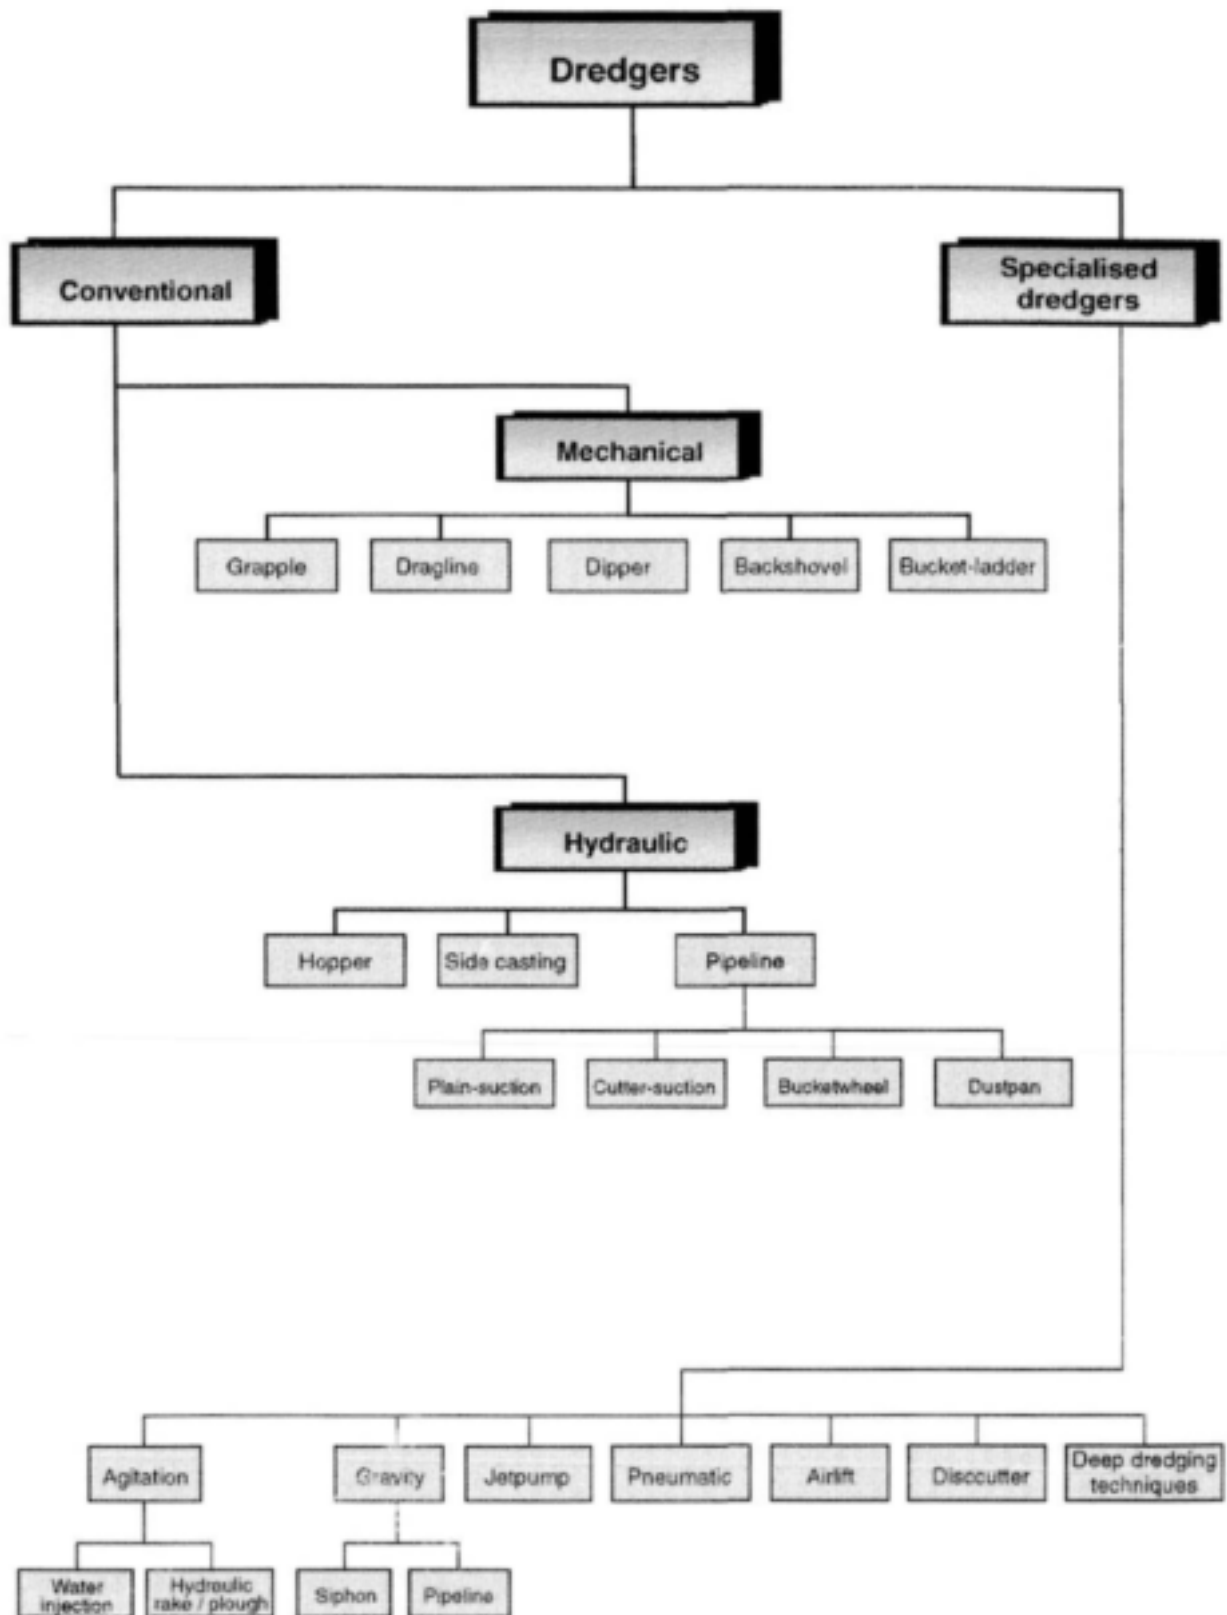 Dredgers
Conventional
Specialised
dredgers
Mechanical
Grapple
Dragline
Dipper
Backshovel
Bucket-ladder
Hydraulic
Hopper
Side casting
Pipeline
Plain-suction
Cutter-suction
Bucketwheel
Dustpan
Agitation
Gravity
Jetpump
Pneumatic
Airlift
Disccutter
Deep dredging
techniques
Water
injection
Hydraulic
rake / plough
Siphon
Pipeline